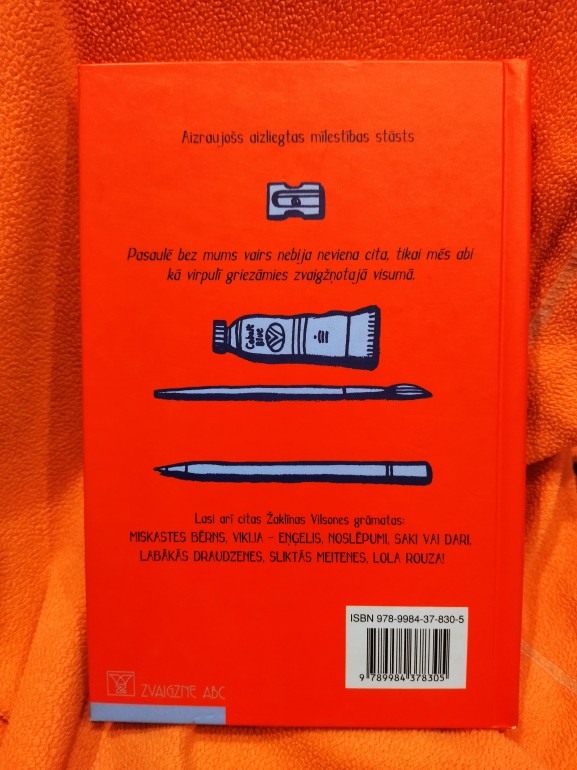 Aizraujošs aizliegtas mīlestības stāsts
Pasaulē bez mums vairs nebija neviena cita, tikai mēs abi
kā virpulī griezāmies zvaigžņotajā visumā.
Cobalt
Blue
Lasi arī citas Žaklīnas Vilsones grāmatas:
MISKASTES BĒRNS, VIKIJA – EŅĢELIS, NOSLĒPUMI, SAKI VAI DARI,
LABĀKĀS DRAUDZENES, SLIKTĀS MEITENES, LOLA ROUZA!
ISBN 978-9984-37-830-5
9 789984 378305
ZVAIGZNE ABC